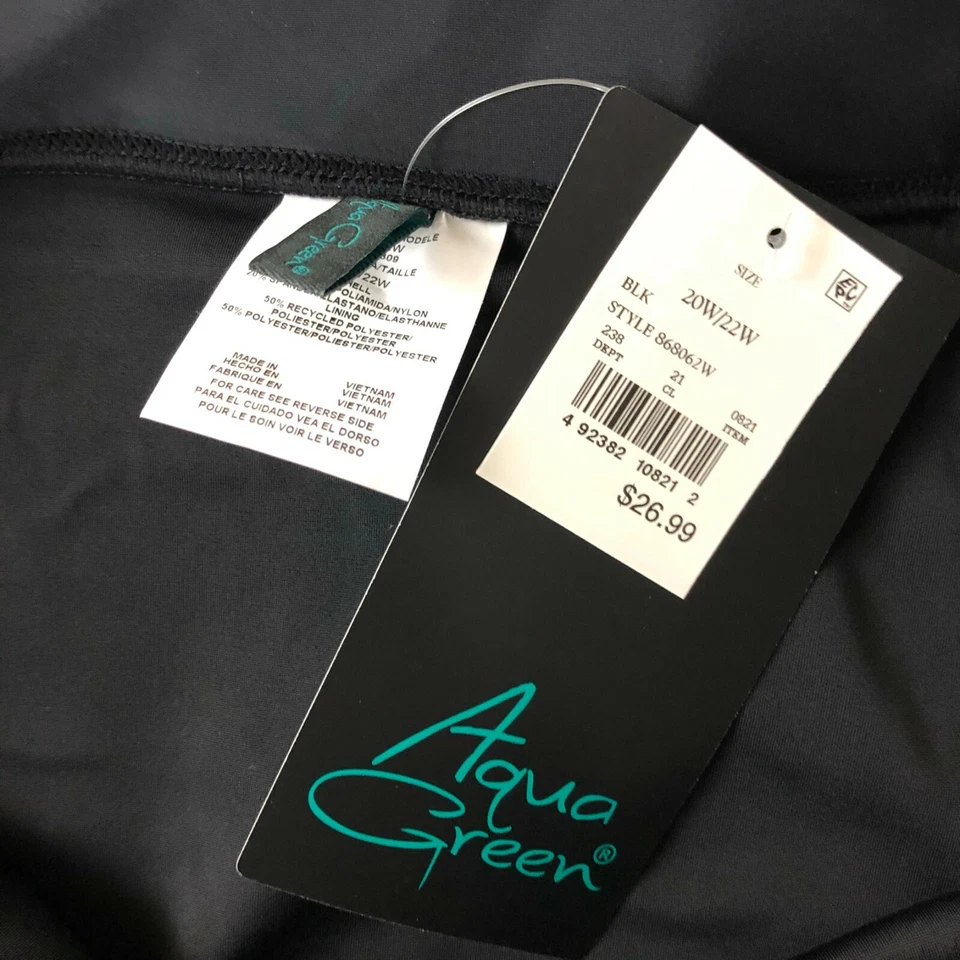 Aqua
Green®
MODELE
W
309
/TAILLE
22W
SHELL
POLIAMIDA/NYLON
20% SPANDEX/ELASTANO/ELASTHANNE
LINING
50% RECYCLED POLYESTER/
POLIESTER/POLYESTER
50% POLYESTER/POLIESTER/POLYESTER
MADE IN VIETNAM
HECHO EN VIETNAM
FABRIQUE EN VIETNAM
FOR CARE SEE REVERSE SIDE
PARA EL CUIDADO VEA EL DORSO
POUR LE SOIN VOIR LE VERSO
SIZE
BLK 20W/22W
STYLE 868062W
238 21 0821
DEPT CL ITEM
4 92382 10821 2
$26.99
Aqua
Green®